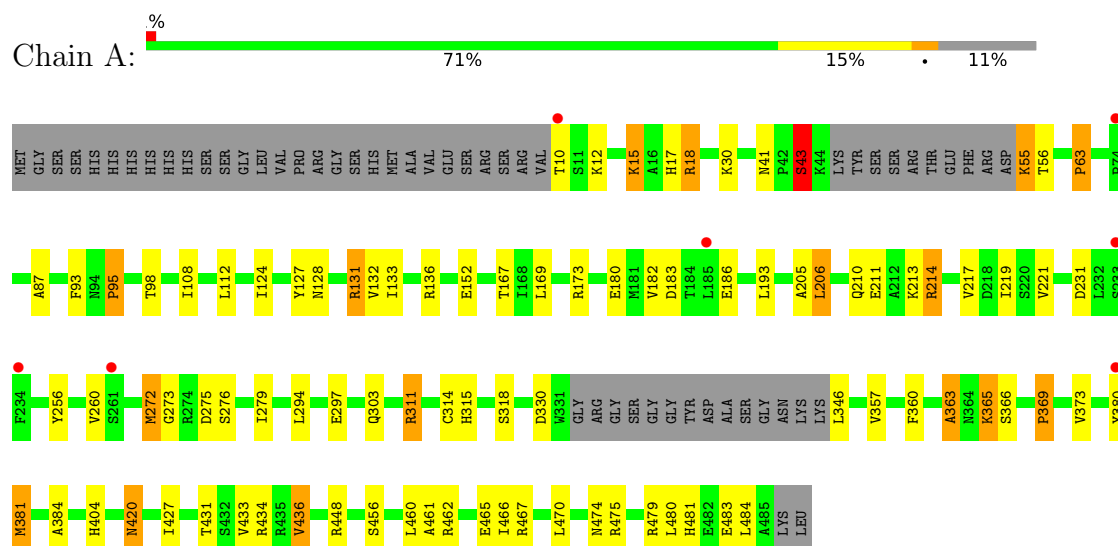 %
Chain A:
71% 15% • 11%
MET GLY SER SER HIS HIS HIS HIS HIS HIS SER SER GLY LEU VAL PRO ARG GLY SER HIS MET ALA VAL GLU SER ARG SER ARG VAL T10 S11 K12 K15 A16 H17 R18 K30 N41 P42 S43 K44 LYS TYR SER SER ARG THR GLU PHE ARG ASP K55 T56 P63
A87 F93 N94 P95 T98 I108 L112 I124 Y127 N128 R131 V132 I133 R136 E152 T167 I168 L169 R173 E180 M181 V182 D183 T184 L185 E186 L193 A205 L206 Q210 E211 A212 K213 R214 V217 D218 I219 S220 V221 D231 L232 S233
F234 Y256 V260 S261 M272 G273 R274 D275 S276 I279 L294 E297 Q303 R311 C314 H315 S318 D330 W331 GLY ARG GLY SER GLY GLY TYR ASP ALA SER GLY ASN LYS LYS L346 V357 F360 A363 N364 K365 S366 P369 V373 Y380
M381 A384 H404 N420 I427 T431 S432 V433 R434 R435 V436 R448 S456 L460 A461 R462 E465 I466 R467 L470 N474 R475 R479 L480 H481 E482 E483 L484 A485 LYS LEU